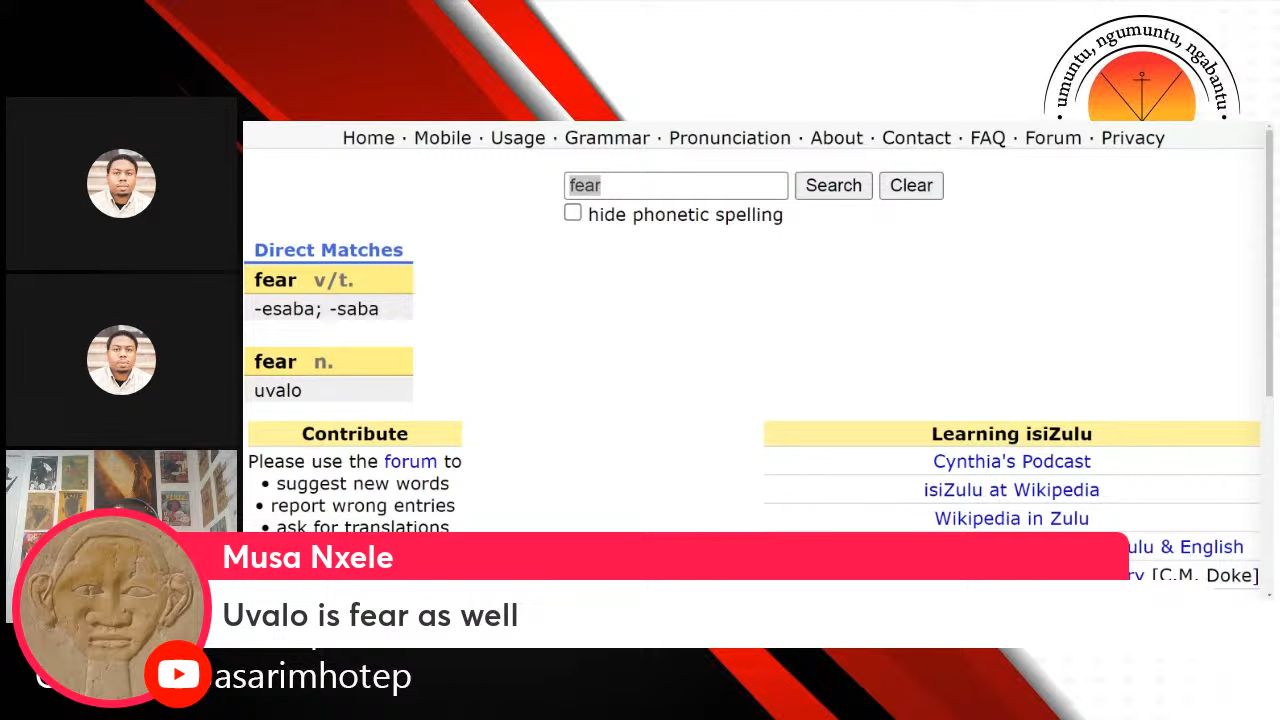 umuntu, ngumuntu, ngabantu
Home · Mobile · Usage · Grammar · Pronunciation · About · Contact · FAQ · Forum · Privacy
fear Search Clear
hide phonetic spelling
Direct Matches
fear v/t.
-esaba; -saba
fear n.
uvalo
Contribute
Please use the forum to
• suggest new words
• report wrong entries
• ask for translations
Learning isiZulu
Cynthia's Podcast
isiZulu at Wikipedia
Wikipedia in Zulu
& English
[C.M. Doke]
Musa Nxele
Uvalo is fear as well
asarimhotep